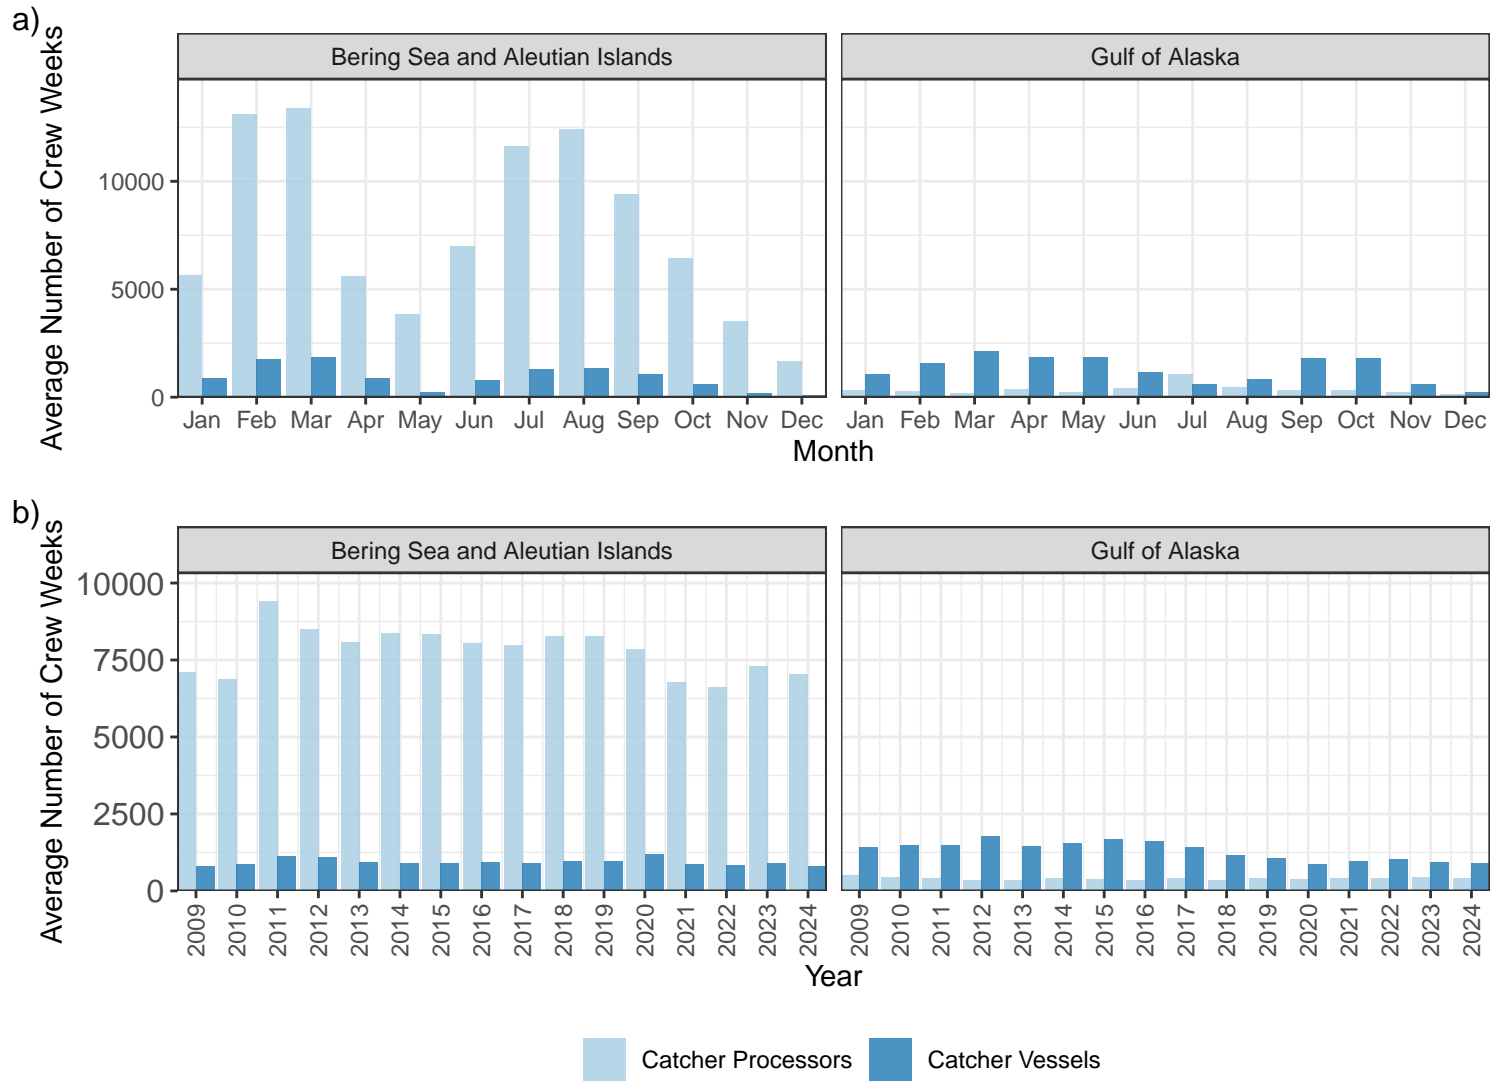 a)
Average Number of Crew Weeks
Bering Sea and Aleutian Islands
Gulf of Alaska
10000
5000
0
Jan Feb Mar Apr May Jun Jul Aug Sep Oct Nov Dec
Jan Feb Mar Apr May Jun Jul Aug Sep Oct Nov Dec
Month
b)
Average Number of Crew Weeks
Bering Sea and Aleutian Islands
Gulf of Alaska
10000
7500
5000
2500
0
2009 2010 2011 2012 2013 2014 2015 2016 2017 2018 2019 2020 2021 2022 2023 2024
2009 2010 2011 2012 2013 2014 2015 2016 2017 2018 2019 2020 2021 2022 2023 2024
Year
Catcher Processors
Catcher Vessels